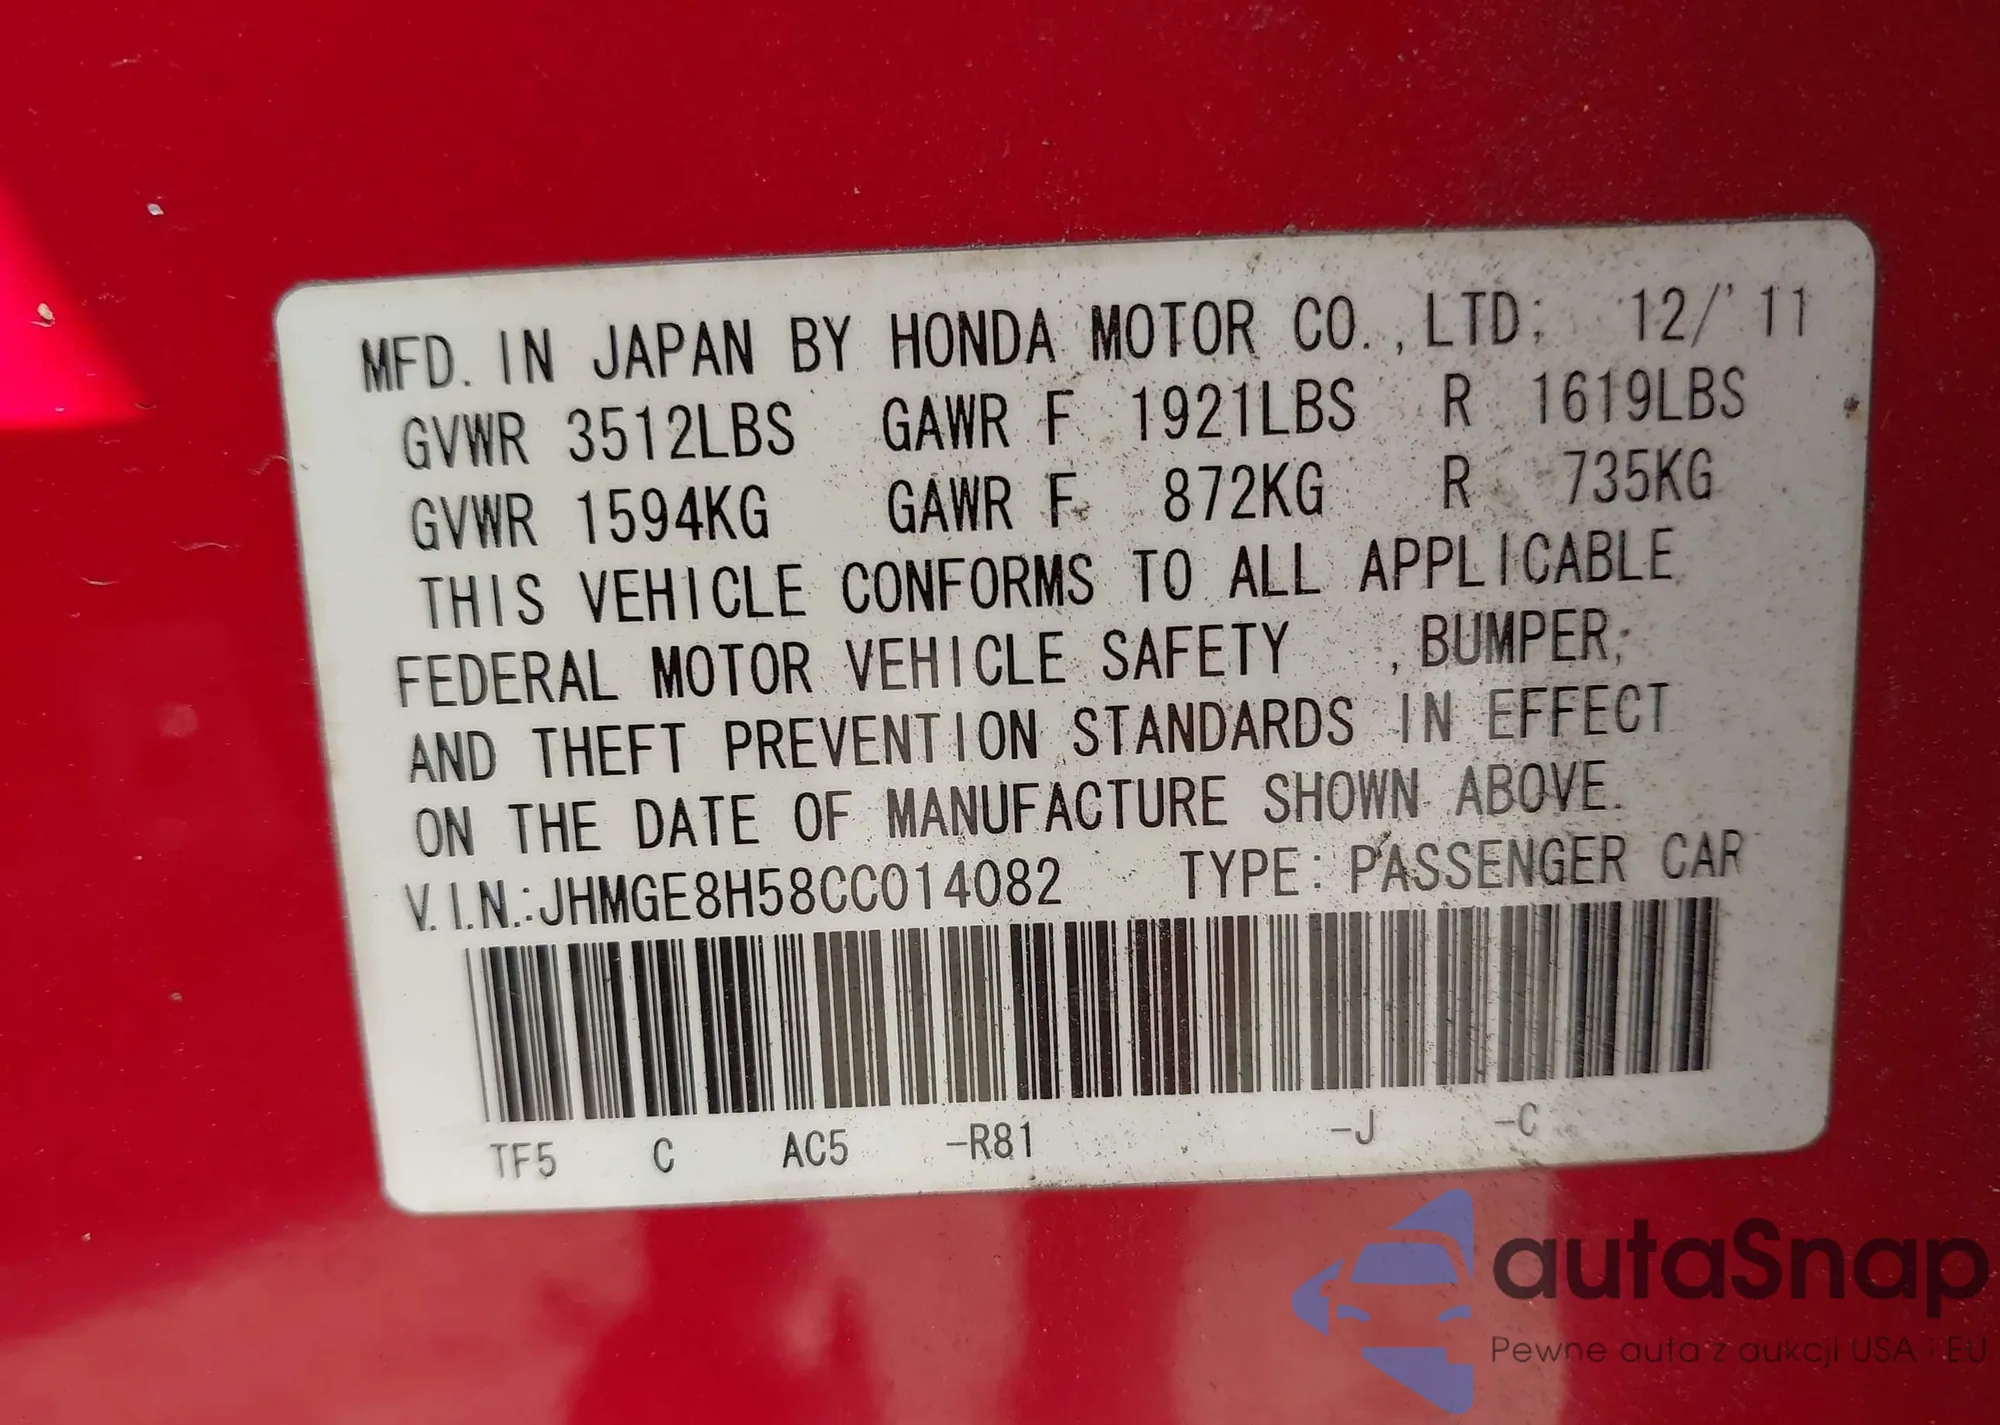 MFD. IN JAPAN BY HONDA MOTOR CO.,LTD; 12/'11
GVWR 3512LBS GAWR F 1921LBS R 1619LBS
GVWR 1594KG GAWR F 872KG R 735KG
THIS VEHICLE CONFORMS TO ALL APPLICABLE
FEDERAL MOTOR VEHICLE SAFETY ,BUMPER,
AND THEFT PREVENTION STANDARDS IN EFFECT
ON THE DATE OF MANUFACTURE SHOWN ABOVE.
V.I.N.:JHMGE8H58CC014082 TYPE:PASSENGER CAR
TF5 C AC5 -R81 -J -C
autaSnap
Pewne auta z aukcji USA i EU